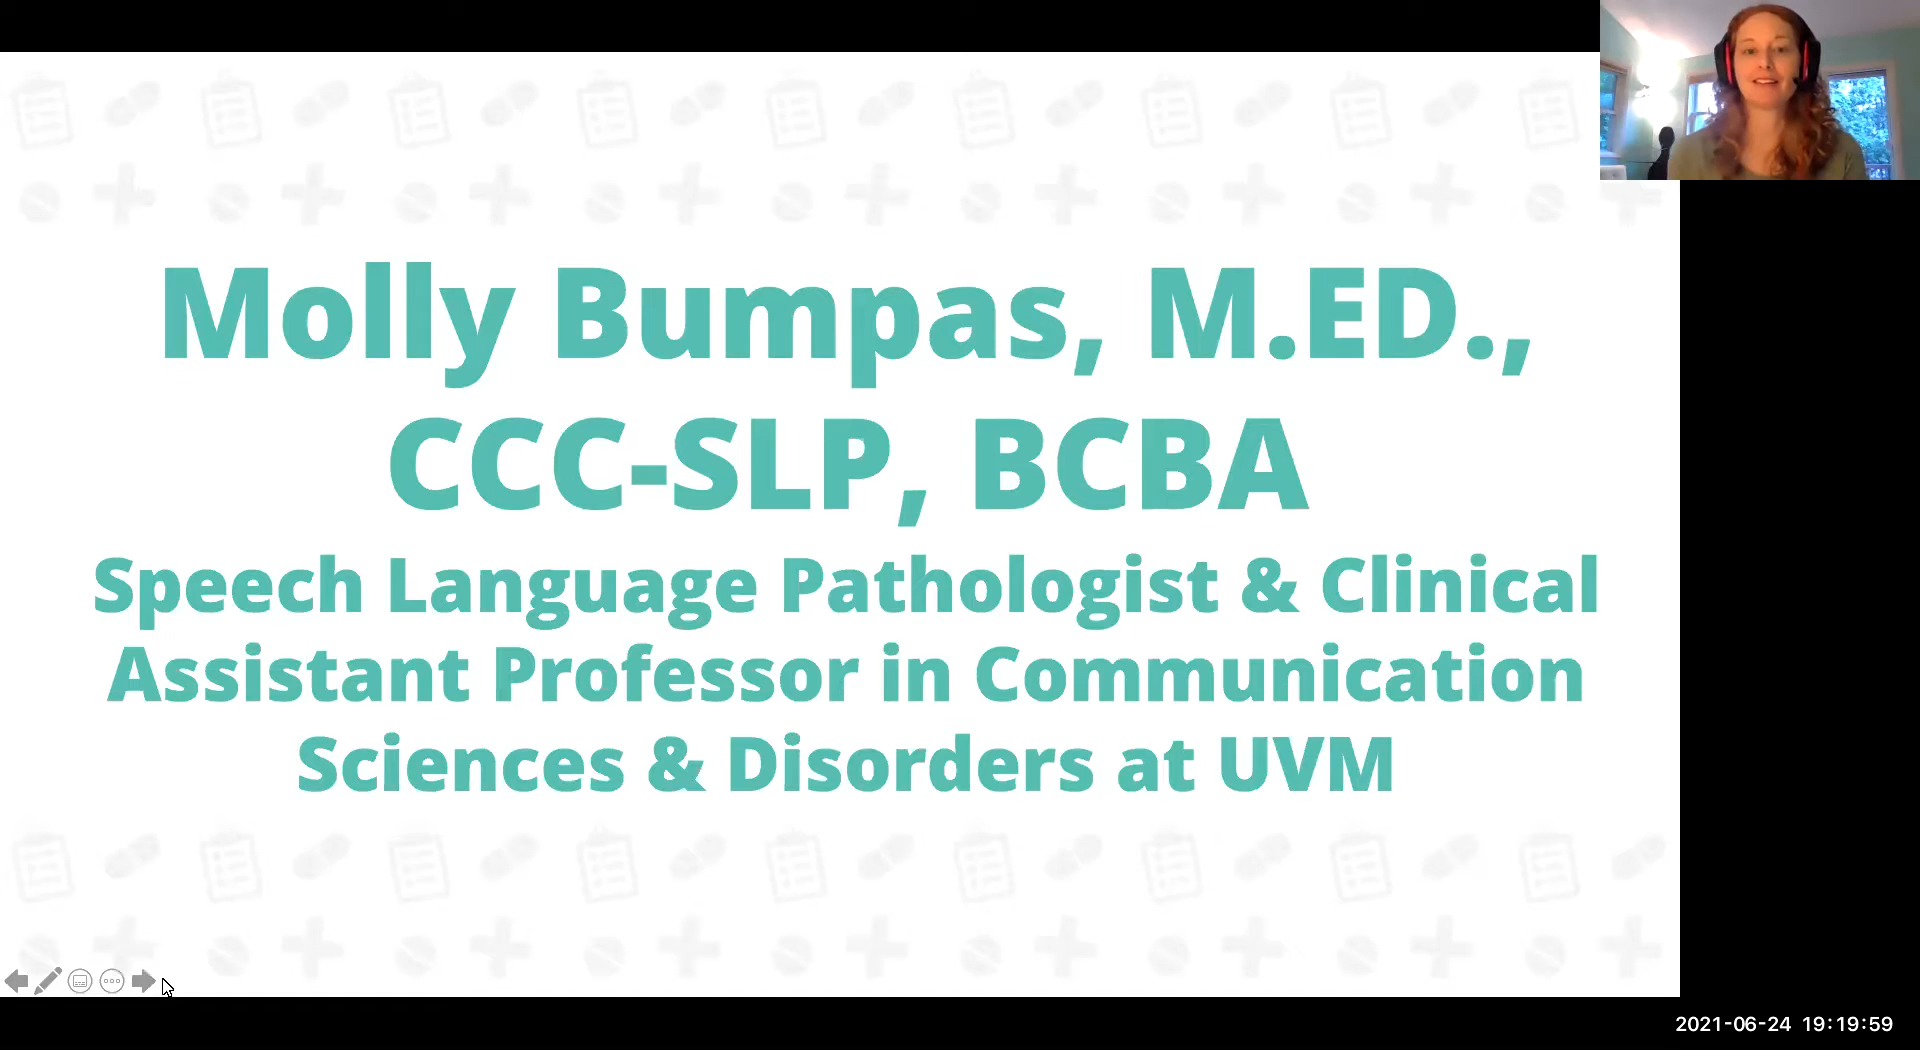 Molly Bumpas, M.ED.,
CCC-SLP, BCBA
Speech Language Pathologist & Clinical
Assistant Professor in Communication
Sciences & Disorders at UVM
2021-06-24 19:19:59